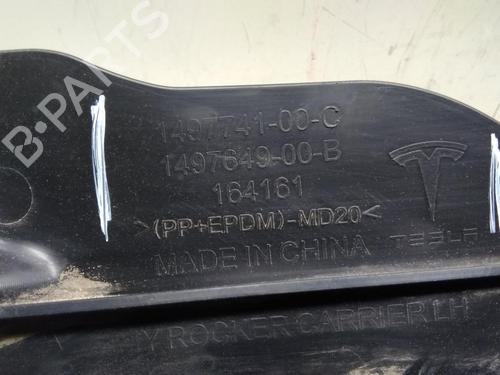 B-PARTS
1497741-00-C
1497649-00-B
164161
>(PP+EPDM)-MD20<
MADE IN CHINA TESLA
Y ROCKER CARRIER LH